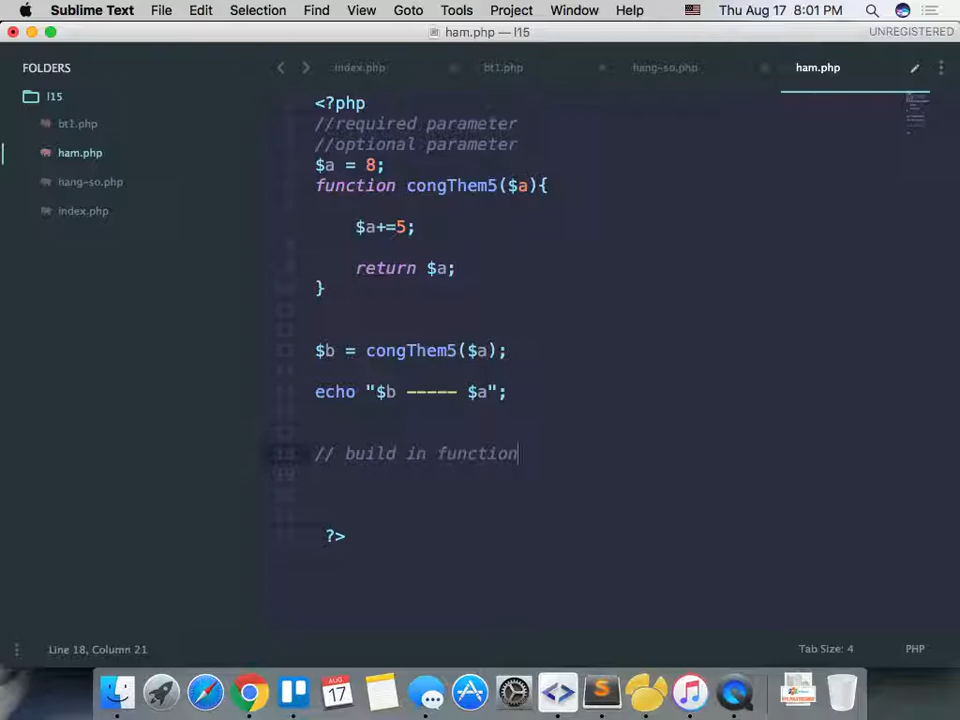 Sublime Text File Edit Selection Find View Goto Tools Project Window Help Thu Aug 17 8:01 PM
ham.php — l15 UNREGISTERED
FOLDERS
l15
bt1.php
ham.php
hang-so.php
index.php
index.php bt1.php hang-so.php ham.php
<?php
//required parameter
//optional parameter
$a = 8;
function congThem5($a){
$a+=5;
return $a;
}
$b = congThem5($a);
echo "$b ----- $a";
// build in function
?>
Line 18, Column 21 Tab Size: 4 PHP
AUG
17